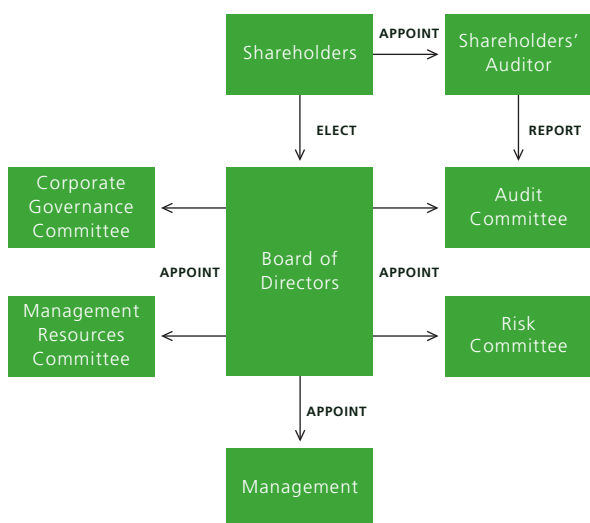 Shareholders
APPOINT
Shareholders’
Auditor
ELECT
REPORT
Corporate
Governance
Committee
Board of
Directors
Audit
Committee
APPOINT
APPOINT
Management
Resources
Committee
Risk
Committee
APPOINT
Management